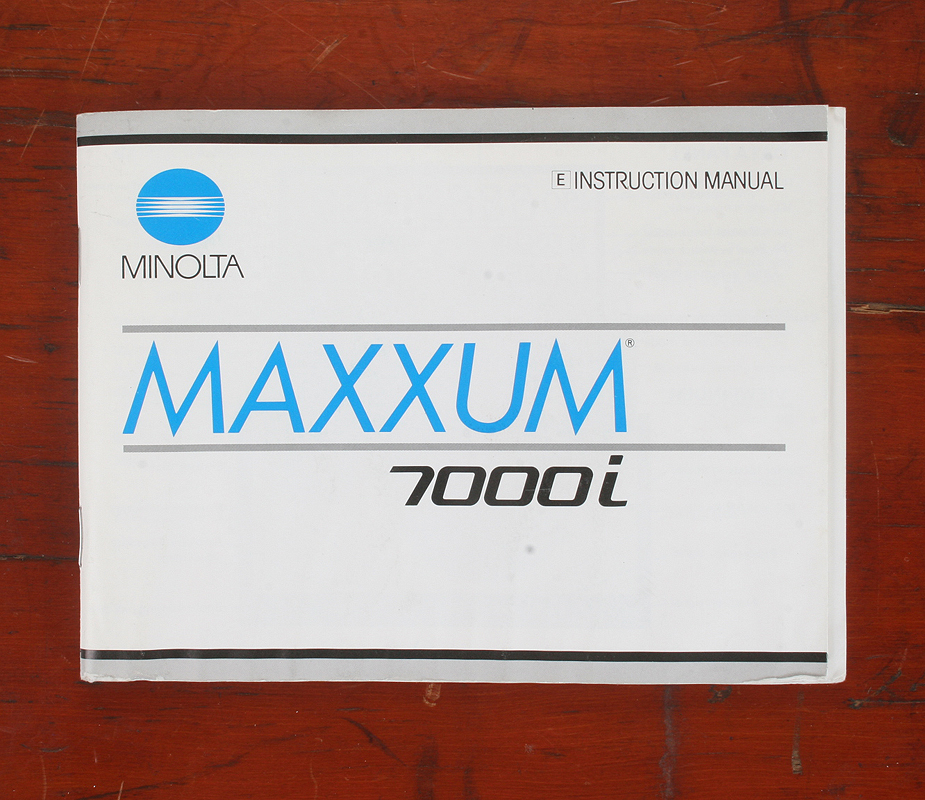 E INSTRUCTION MANUAL
MINOLTA
MAXXUM®
7000i